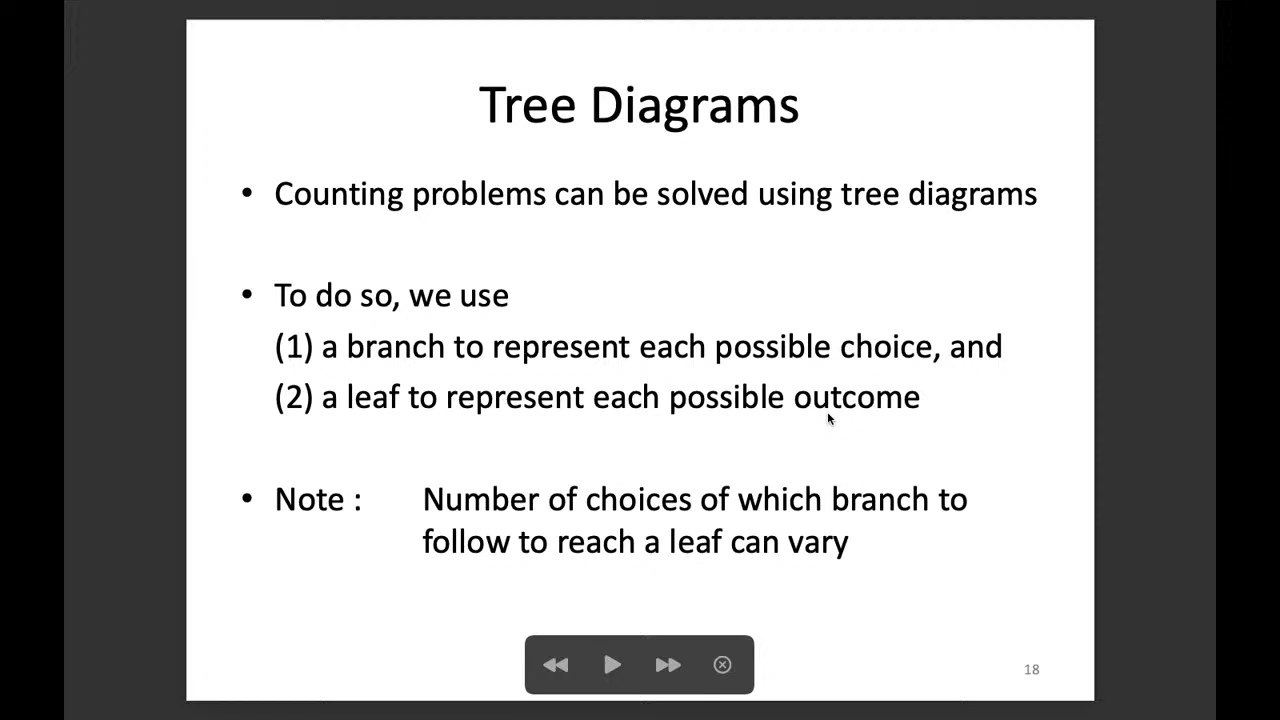 Tree Diagrams
• Counting problems can be solved using tree diagrams
• To do so, we use
(1) a branch to represent each possible choice, and
(2) a leaf to represent each possible outcome
• Note : Number of choices of which branch to
follow to reach a leaf can vary
18